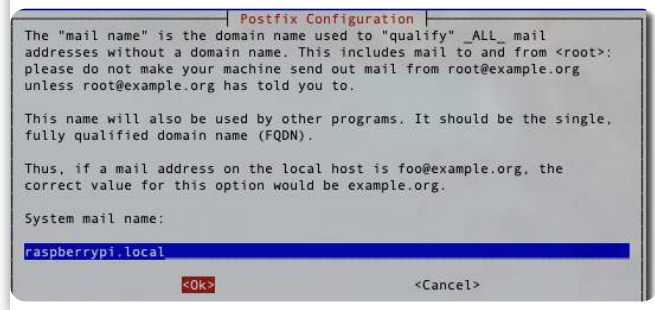 Postfix Configuration
The "mail name" is the domain name used to "qualify" _ALL_ mail
addresses without a domain name. This includes mail to and from <root>:
please do not make your machine send out mail from root@example.org
unless root@example.org has told you to.
This name will also be used by other programs. It should be the single,
fully qualified domain name (FQDN).
Thus, if a mail address on the local host is foo@example.org, the
correct value for this option would be example.org.
System mail name:
raspberrypi.local
<Ok> <Cancel>